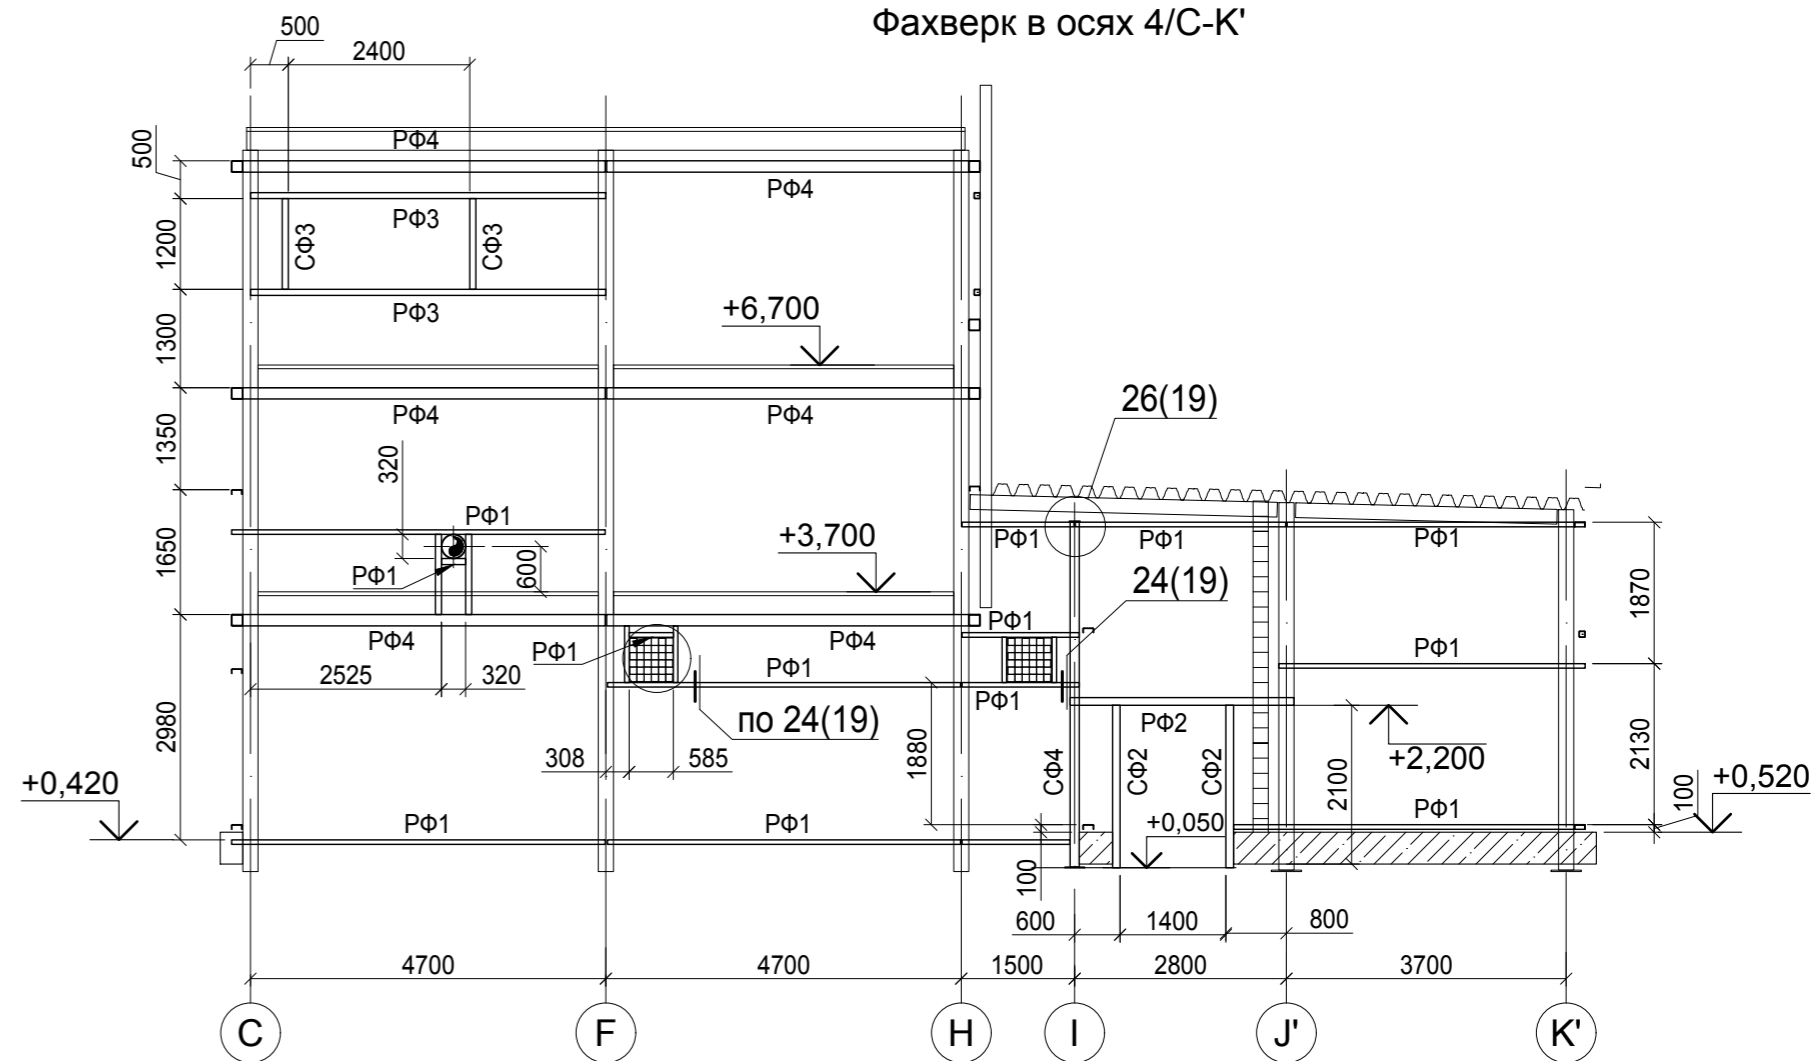 Фахверк в осях 4/С-К'
500
2400
500
РФ4
РФ4
РФ3
1200
СФ3
СФ3
РФ3
+6,700
1300
РФ4
РФ4
26(19)
1350
320
РФ1
+3,700
РФ1
РФ1
РФ1
1650
РФ1
600
24(19)
1870
РФ1
РФ4
РФ1
РФ4
РФ1
РФ1
2525
320
РФ1
по 24(19)
РФ2
2980
308
585
1880
СФ4
СФ2
СФ2
2100
+2,200
2130
100
+0,520
+0,420
РФ1
РФ1
+0,050
РФ1
100
600
1400
800
4700
4700
1500
2800
3700
C
F
H
I
J'
K'